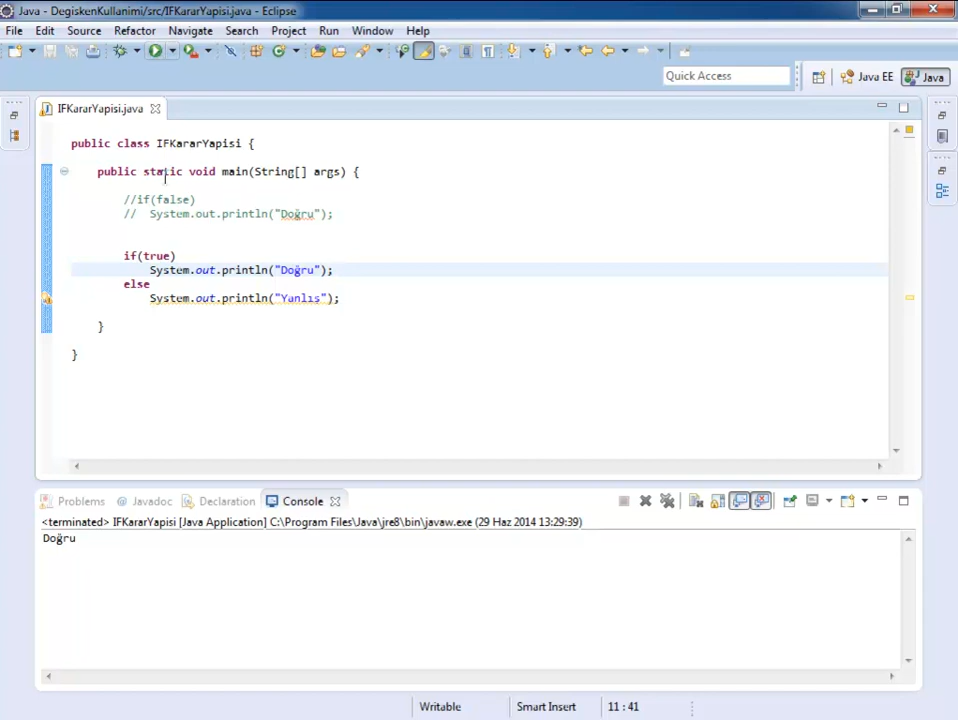 Java - DegiskenKullanimi/src/IFKararYapisi.java - Eclipse
File Edit Source Refactor Navigate Search Project Run Window Help
Quick Access
Java EE
Java
IFKararYapisi.java
public class IFKararYapisi {
public static void main(String[] args) {
//if(false)
// System.out.println("Doğru");
if(true)
System.out.println("Doğru");
else
System.out.println("Yanlış");
}
}
Problems @ Javadoc Declaration Console
<terminated> IFKararYapisi [Java Application] C:\Program Files\Java\jre8\bin\javaw.exe (29 Haz 2014 13:29:39)
Doğru
Writable Smart Insert 11 : 41